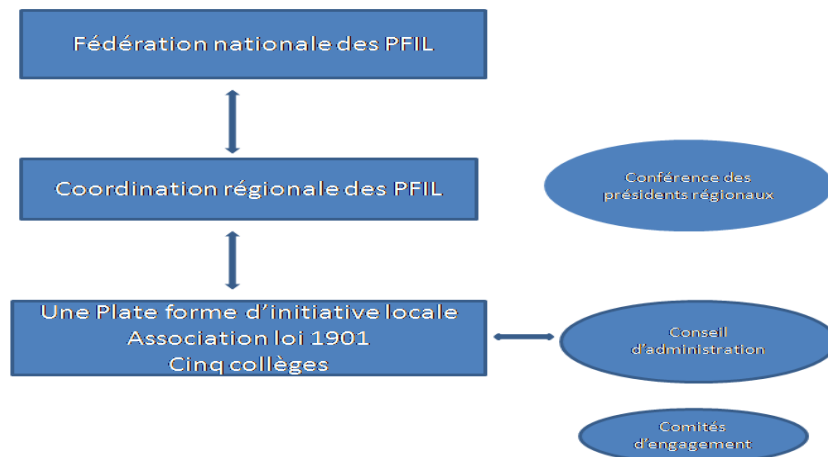 Fédération nationale des PFIL
Coordination régionale des PFIL
Conférence des
présidents régionaux
Une Plate forme d'initiative locale
Association loi 1901
Cinq collèges
Conseil
d'administration
Comités
d'engagement